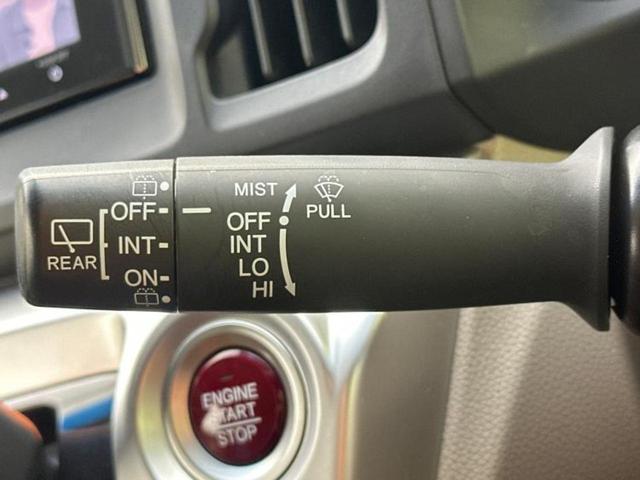 REAR
OFF
INT
ON
MIST
OFF
INT
LO
HI
PULL
ENGINE
START
STOP